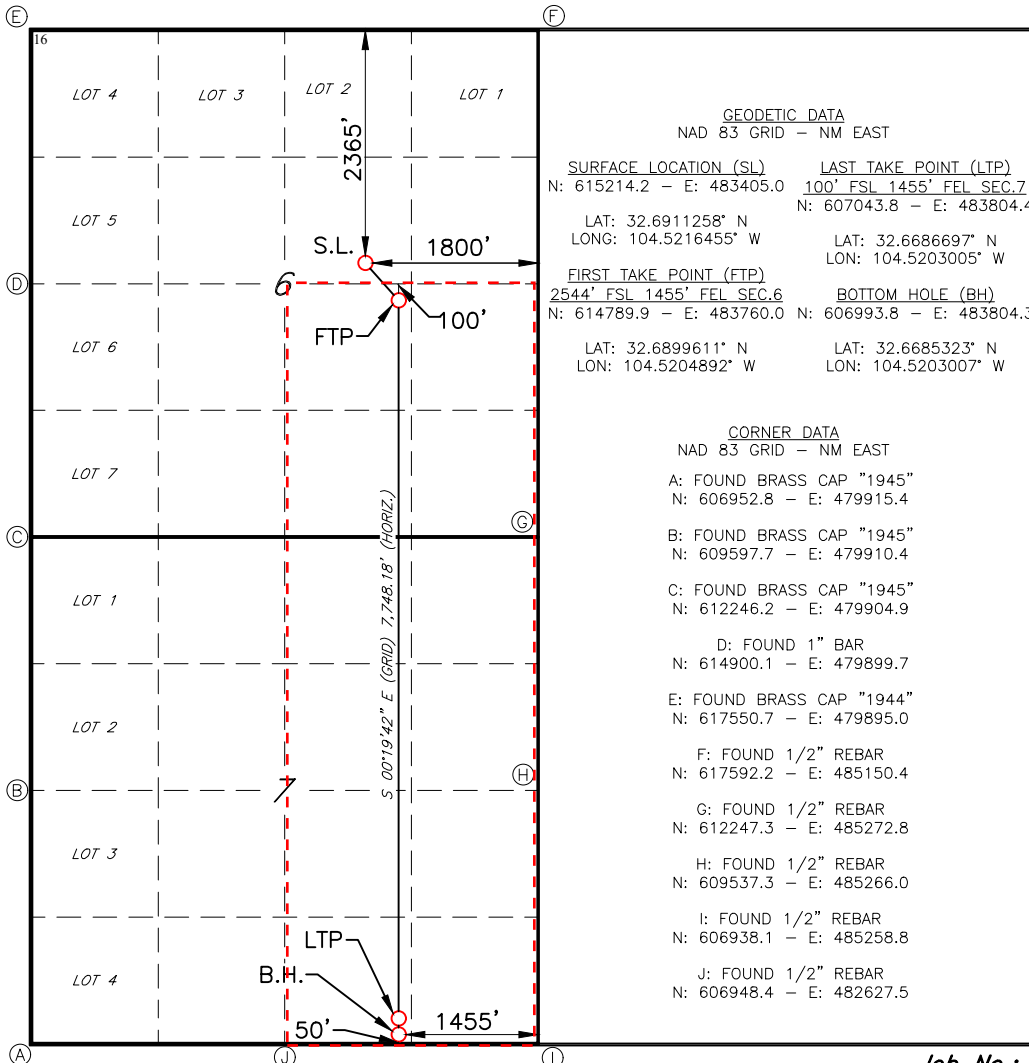 E
F
16
LOT 4
LOT 3
LOT 2
LOT 1
2365'
LOT 5
S.L.
1800'
D
6
FTP
100'
LOT 6
LOT 7
C
G
LOT 1
S 00°19'42" E (GRID) 7,748.18' (HORIZ.)
LOT 2
H
B
7
LOT 3
LTP
LOT 4
B.H.
50'
1455'
A
J
I
GEODETIC DATA
NAD 83 GRID – NM EAST
SURFACE LOCATION (SL)
N: 615214.2 – E: 483405.0
LAT: 32.6911258° N
LONG: 104.5216455° W
FIRST TAKE POINT (FTP)
2544' FSL 1455' FEL SEC.6
N: 614789.9 – E: 483760.0
LAT: 32.6899611° N
LON: 104.5204892° W
LAST TAKE POINT (LTP)
100' FSL 1455' FEL SEC.7
N: 607043.8 – E: 483804.4
LAT: 32.6686697° N
LON: 104.5203005° W
BOTTOM HOLE (BH)
N: 606993.8 – E: 483804.3
LAT: 32.6685323° N
LON: 104.5203007° W
CORNER DATA
NAD 83 GRID – NM EAST
A: FOUND BRASS CAP "1945"
N: 606952.8 – E: 479915.4
B: FOUND BRASS CAP "1945"
N: 609597.7 – E: 479910.4
C: FOUND BRASS CAP "1945"
N: 612246.2 – E: 479904.9
D: FOUND 1" BAR
N: 614900.1 – E: 479899.7
E: FOUND BRASS CAP "1944"
N: 617550.7 – E: 479895.0
F: FOUND 1/2" REBAR
N: 617592.2 – E: 485150.4
G: FOUND 1/2" REBAR
N: 612247.3 – E: 485272.8
H: FOUND 1/2" REBAR
N: 609537.3 – E: 485266.0
I: FOUND 1/2" REBAR
N: 606938.1 – E: 485258.8
J: FOUND 1/2" REBAR
N: 606948.4 – E: 482627.5
Job No.: